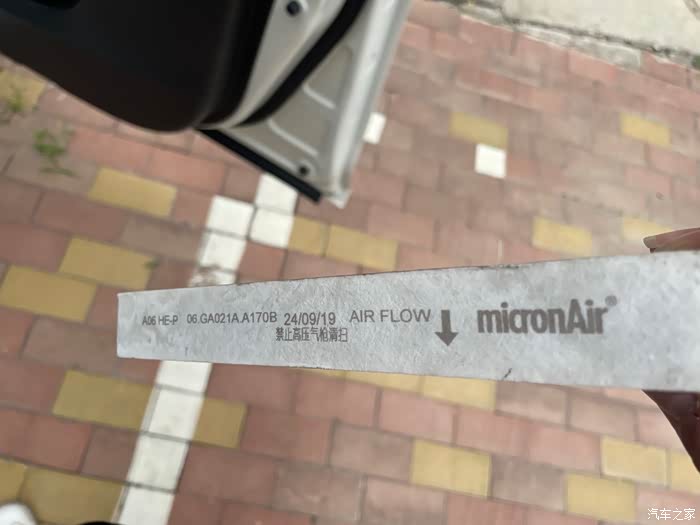 A06 HE-P 06.GA021A.A170B 24/09/19 AIR FLOW micronAir®
禁止高压气枪清扫
汽车之家